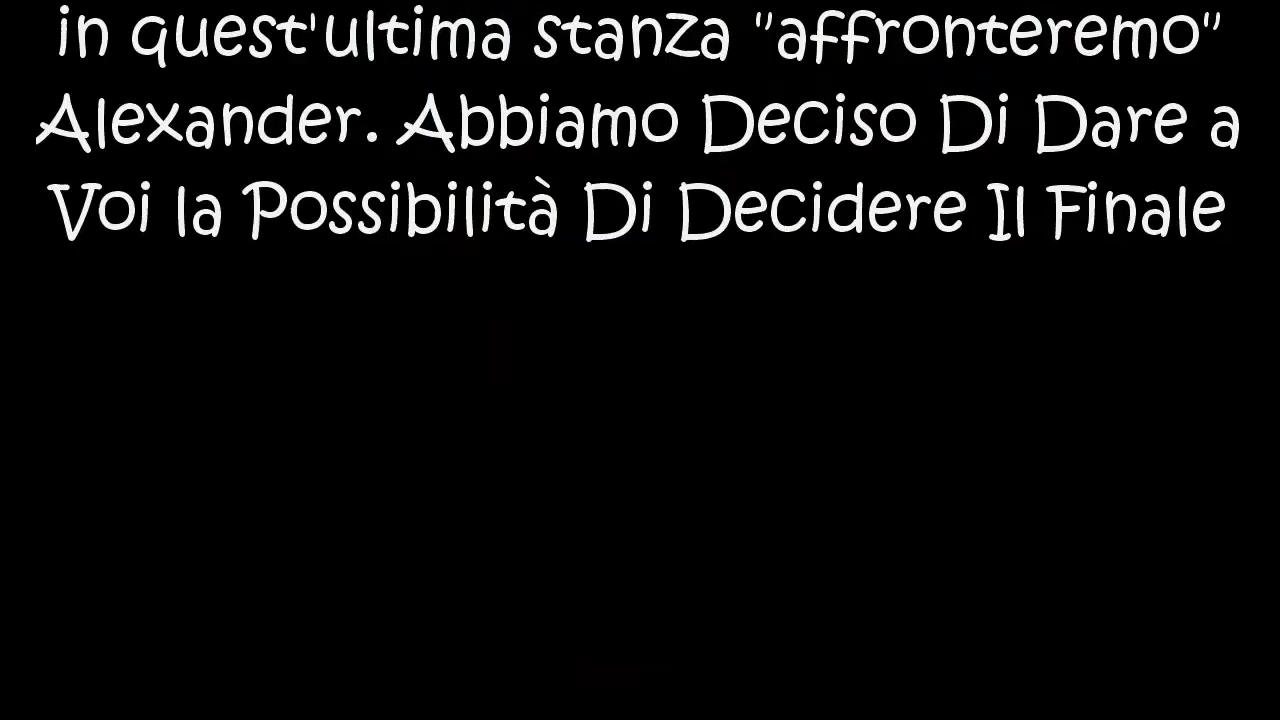 in quest'ultima stanza "affronteremo"
Alexander. Abbiamo Deciso Di Dare a
Voi la Possibilità Di Decidere Il Finale